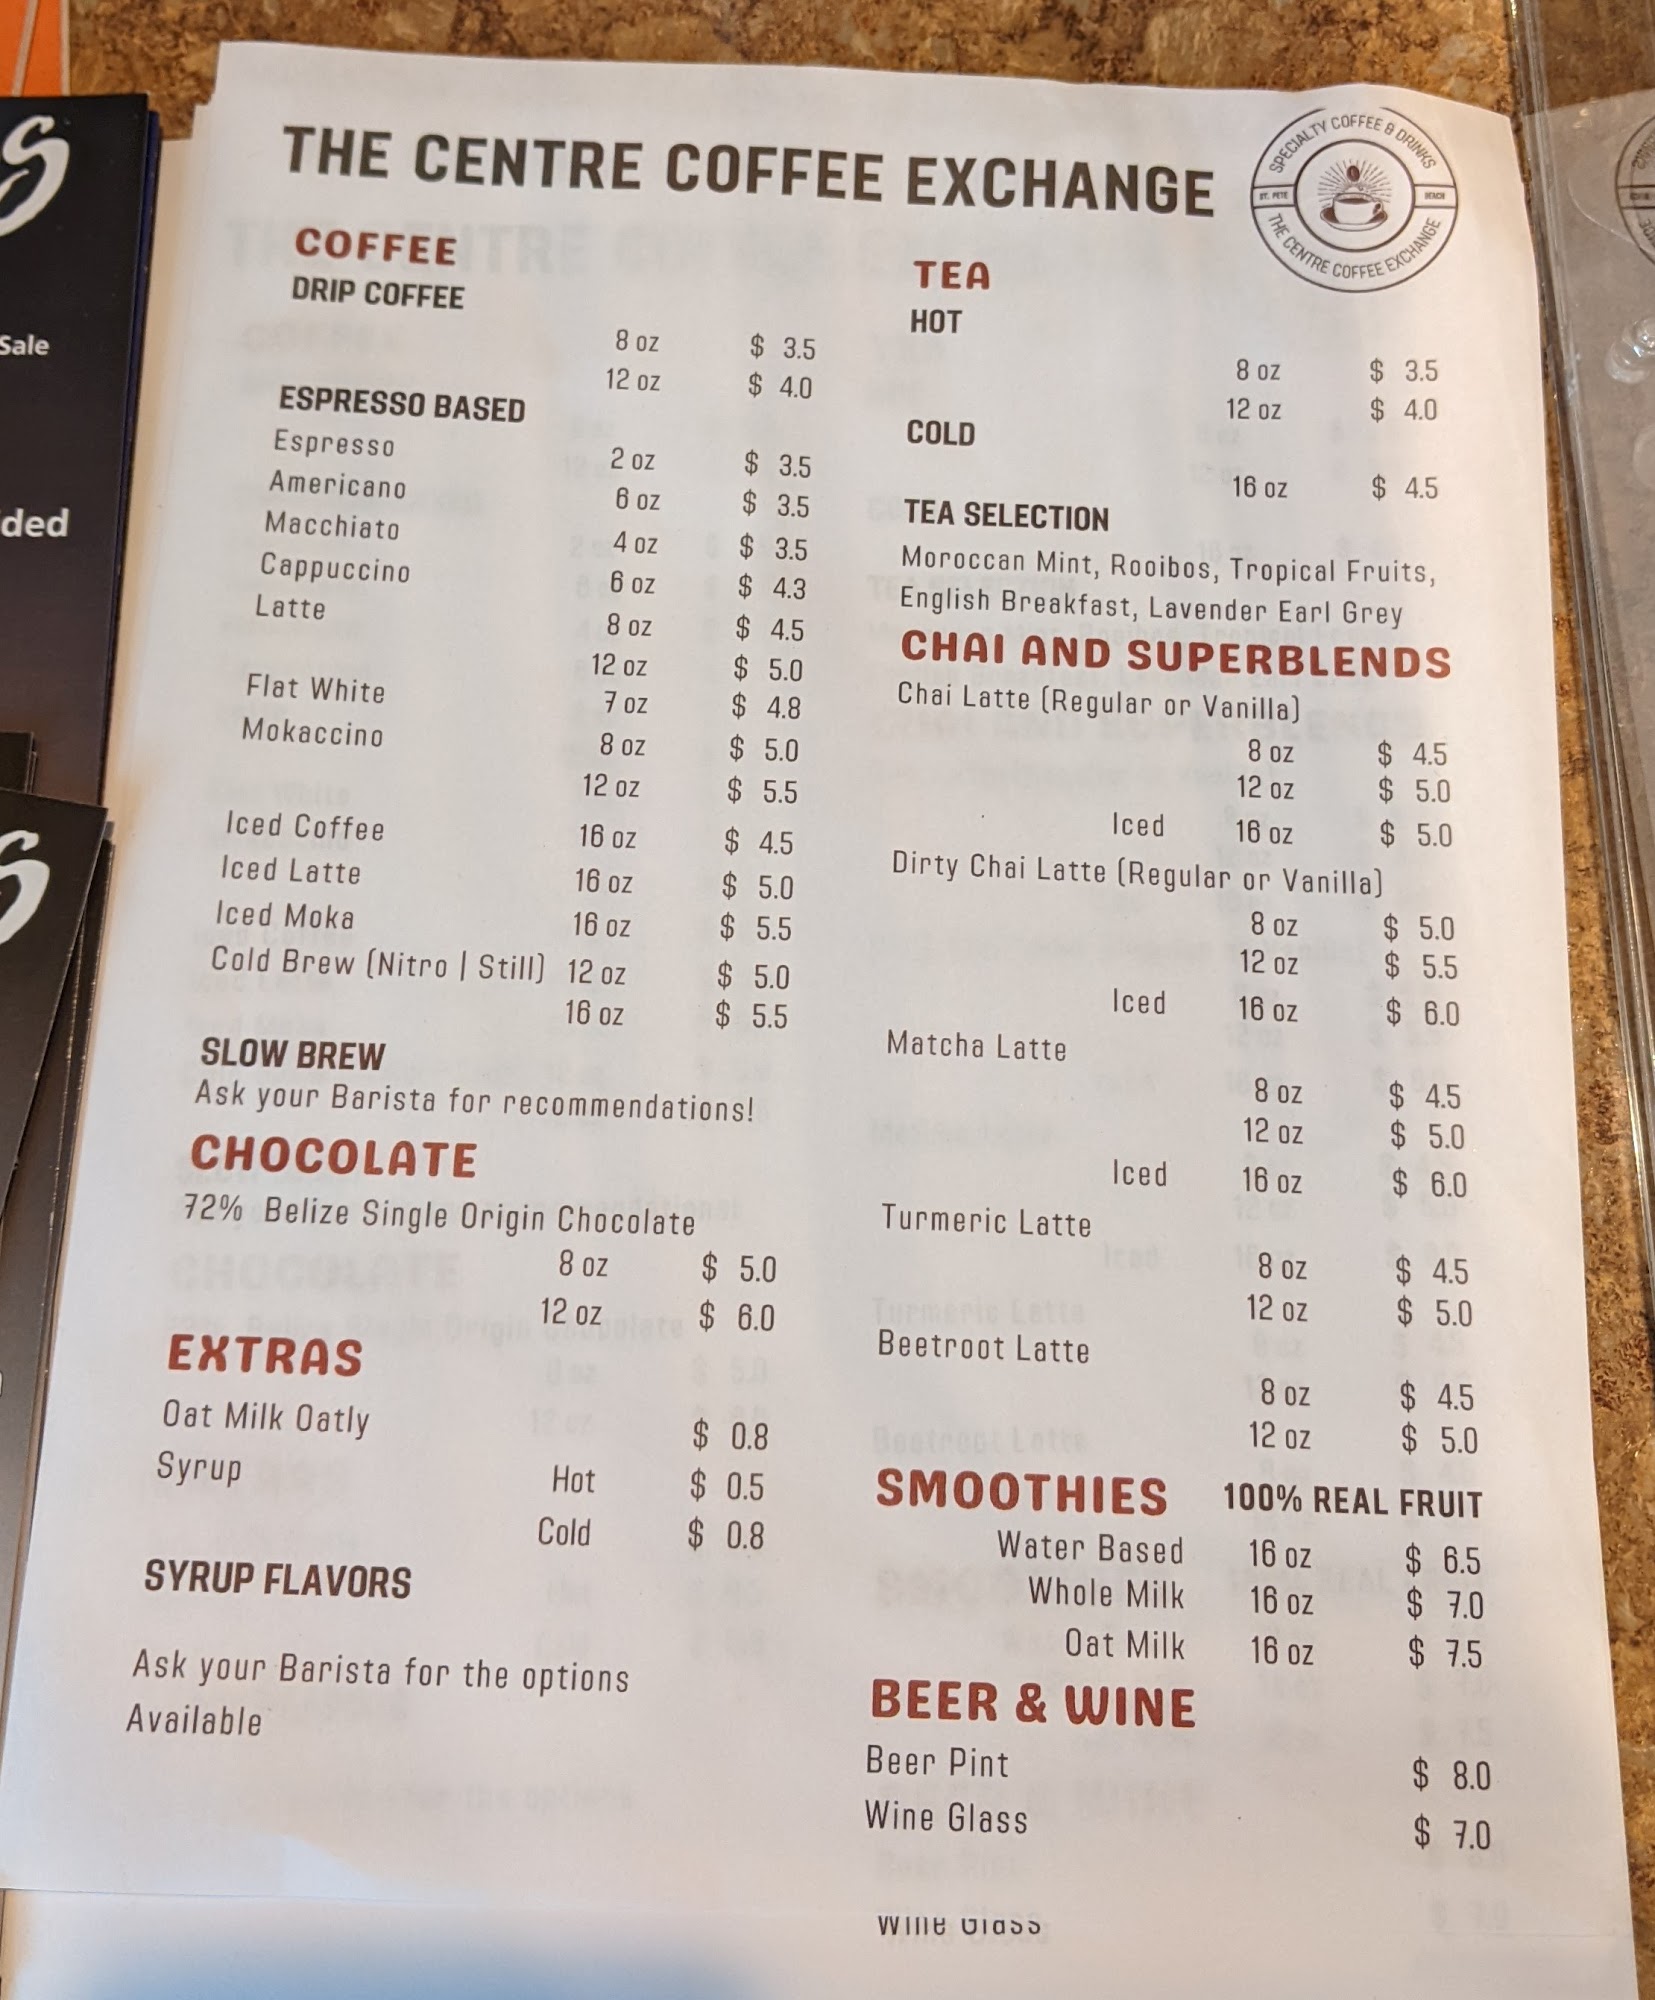 THE CENTRE COFFEE EXCHANGE
SPECIALTY COFFEE & DRINKS
ST. PETE
BEACH
THE CENTRE COFFEE EXCHANGE
COFFEE
DRIP COFFEE
8 oz $ 3.5
12 oz $ 4.0
ESPRESSO BASED
Espresso 2 oz $ 3.5
Americano 6 oz $ 3.5
Macchiato 4 oz $ 3.5
Cappuccino 6 oz $ 4.3
Latte 8 oz $ 4.5
12 oz $ 5.0
Flat White 7 oz $ 4.8
Mokaccino 8 oz $ 5.0
12 oz $ 5.5
Iced Coffee 16 oz $ 4.5
Iced Latte 16 oz $ 5.0
Iced Moka 16 oz $ 5.5
Cold Brew (Nitro | Still) 12 oz $ 5.0
16 oz $ 5.5
SLOW BREW
Ask your Barista for recommendations!
CHOCOLATE
72% Belize Single Origin Chocolate
8 oz $ 5.0
12 oz $ 6.0
EXTRAS
Oat Milk Oatly $ 0.8
Syrup Hot $ 0.5
Cold $ 0.8
SYRUP FLAVORS
Ask your Barista for the options
Available
TEA
HOT
8 oz $ 3.5
12 oz $ 4.0
COLD
16 oz $ 4.5
TEA SELECTION
Moroccan Mint, Rooibos, Tropical Fruits,
English Breakfast, Lavender Earl Grey
CHAI AND SUPERBLENDS
Chai Latte (Regular or Vanilla)
8 oz $ 4.5
12 oz $ 5.0
Iced 16 oz $ 5.0
Dirty Chai Latte (Regular or Vanilla)
8 oz $ 5.0
12 oz $ 5.5
Iced 16 oz $ 6.0
Matcha Latte
8 oz $ 4.5
12 oz $ 5.0
Iced 16 oz $ 6.0
Turmeric Latte
8 oz $ 4.5
12 oz $ 5.0
Beetroot Latte
8 oz $ 4.5
12 oz $ 5.0
SMOOTHIES 100% REAL FRUIT
Water Based 16 oz $ 6.5
Whole Milk 16 oz $ 7.0
Oat Milk 16 oz $ 7.5
BEER & WINE
Beer Pint $ 8.0
Wine Glass $ 7.0
Wine Glass
Sale
ded